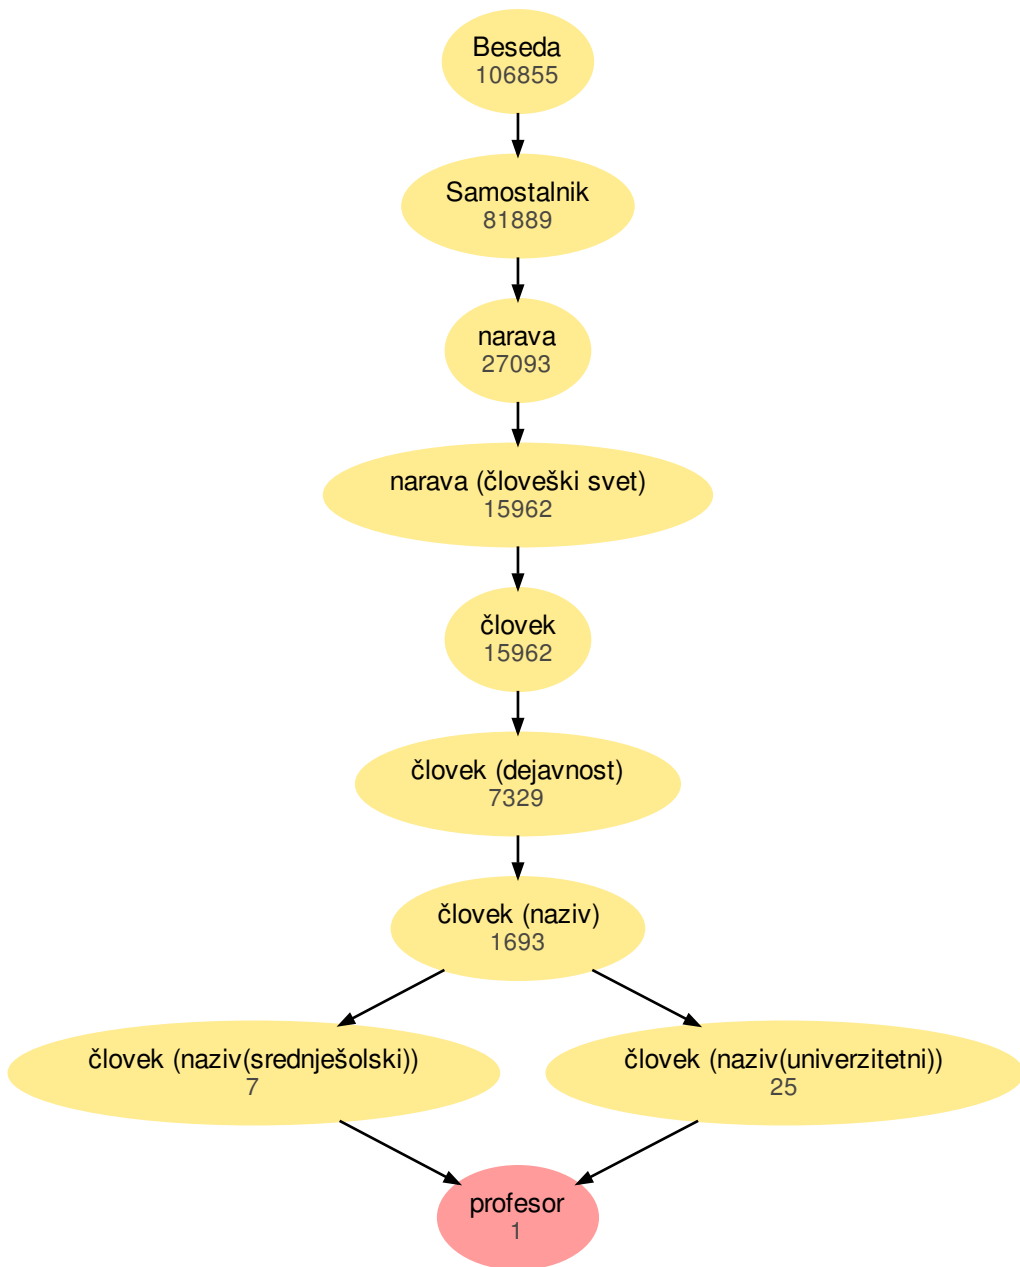 Beseda
106855
Samostalnik
81889
narava
27093
narava (človeški svet)
15962
človek
15962
človek (dejavnost)
7329
človek (naziv)
1693
človek (naziv(srednješolski))
7
človek (naziv(univerzitetni))
25
profesor
1